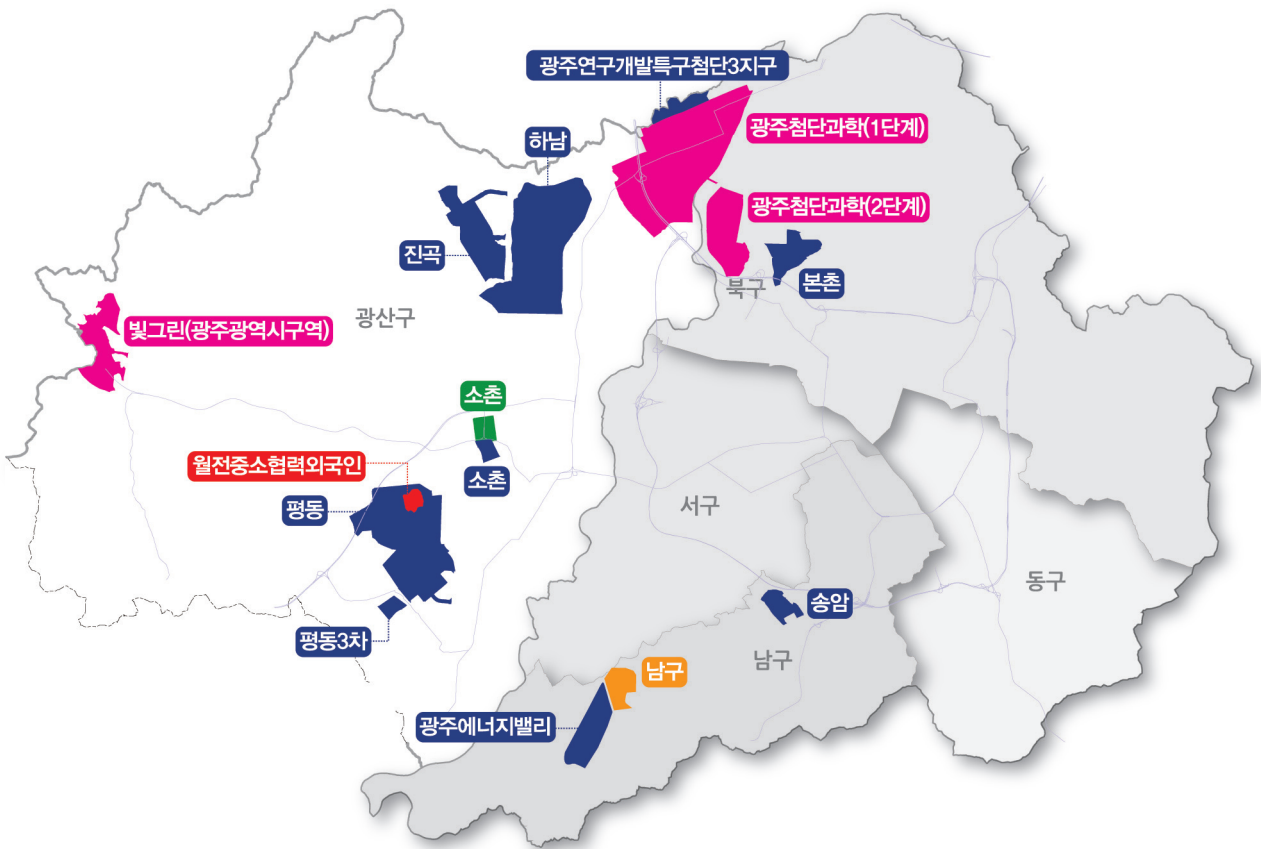 광주연구개발특구첨단3지구
광주첨단과학(1단계)
하남
광주첨단과학(2단계)
진곡
본촌
북구
광산구
빛그린(광주광역시구역)
소촌
월전중소협력외국인
소촌
평동
서구
동구
송암
평동3차
남구
남구
광주에너지밸리